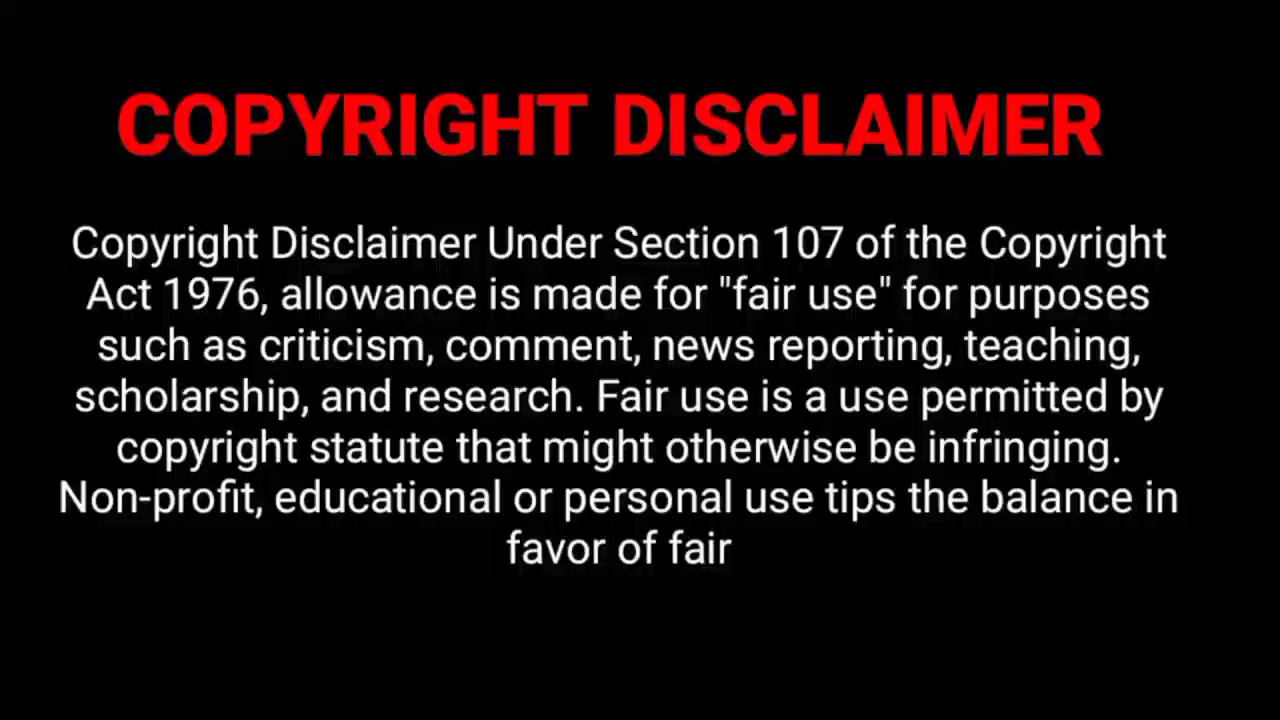 COPYRIGHT DISCLAIMER
Copyright Disclaimer Under Section 107 of the Copyright
Act 1976, allowance is made for "fair use" for purposes
such as criticism, comment, news reporting, teaching,
scholarship, and research. Fair use is a use permitted by
copyright statute that might otherwise be infringing.
Non-profit, educational or personal use tips the balance in
favor of fair